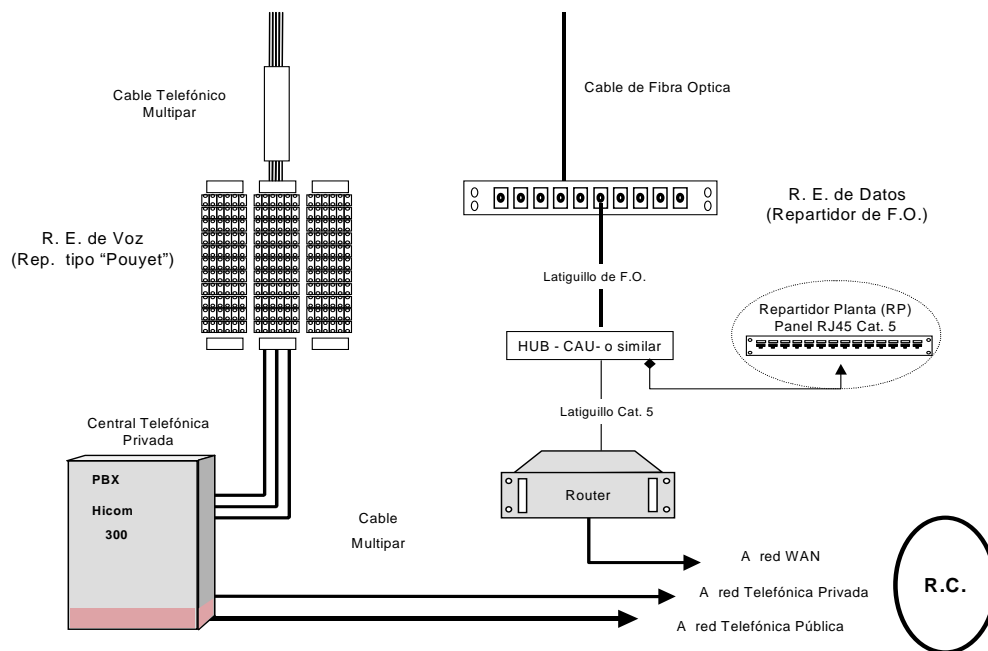 Cable Telefónico
Multipar
Cable de Fibra Optica
R. E. de Voz
(Rep. tipo “Pouyet”)
R. E. de Datos
(Repartidor de F.O.)
Latiguillo de F.O.
Repartidor Planta (RP)
Panel RJ45 Cat. 5
HUB - CAU- o similar
Latiguillo Cat. 5
Central Telefónica
Privada
PBX
Hicom
300
Router
Cable
Multipar
A red WAN
A red Telefónica Privada
A red Telefónica Pública
R.C.